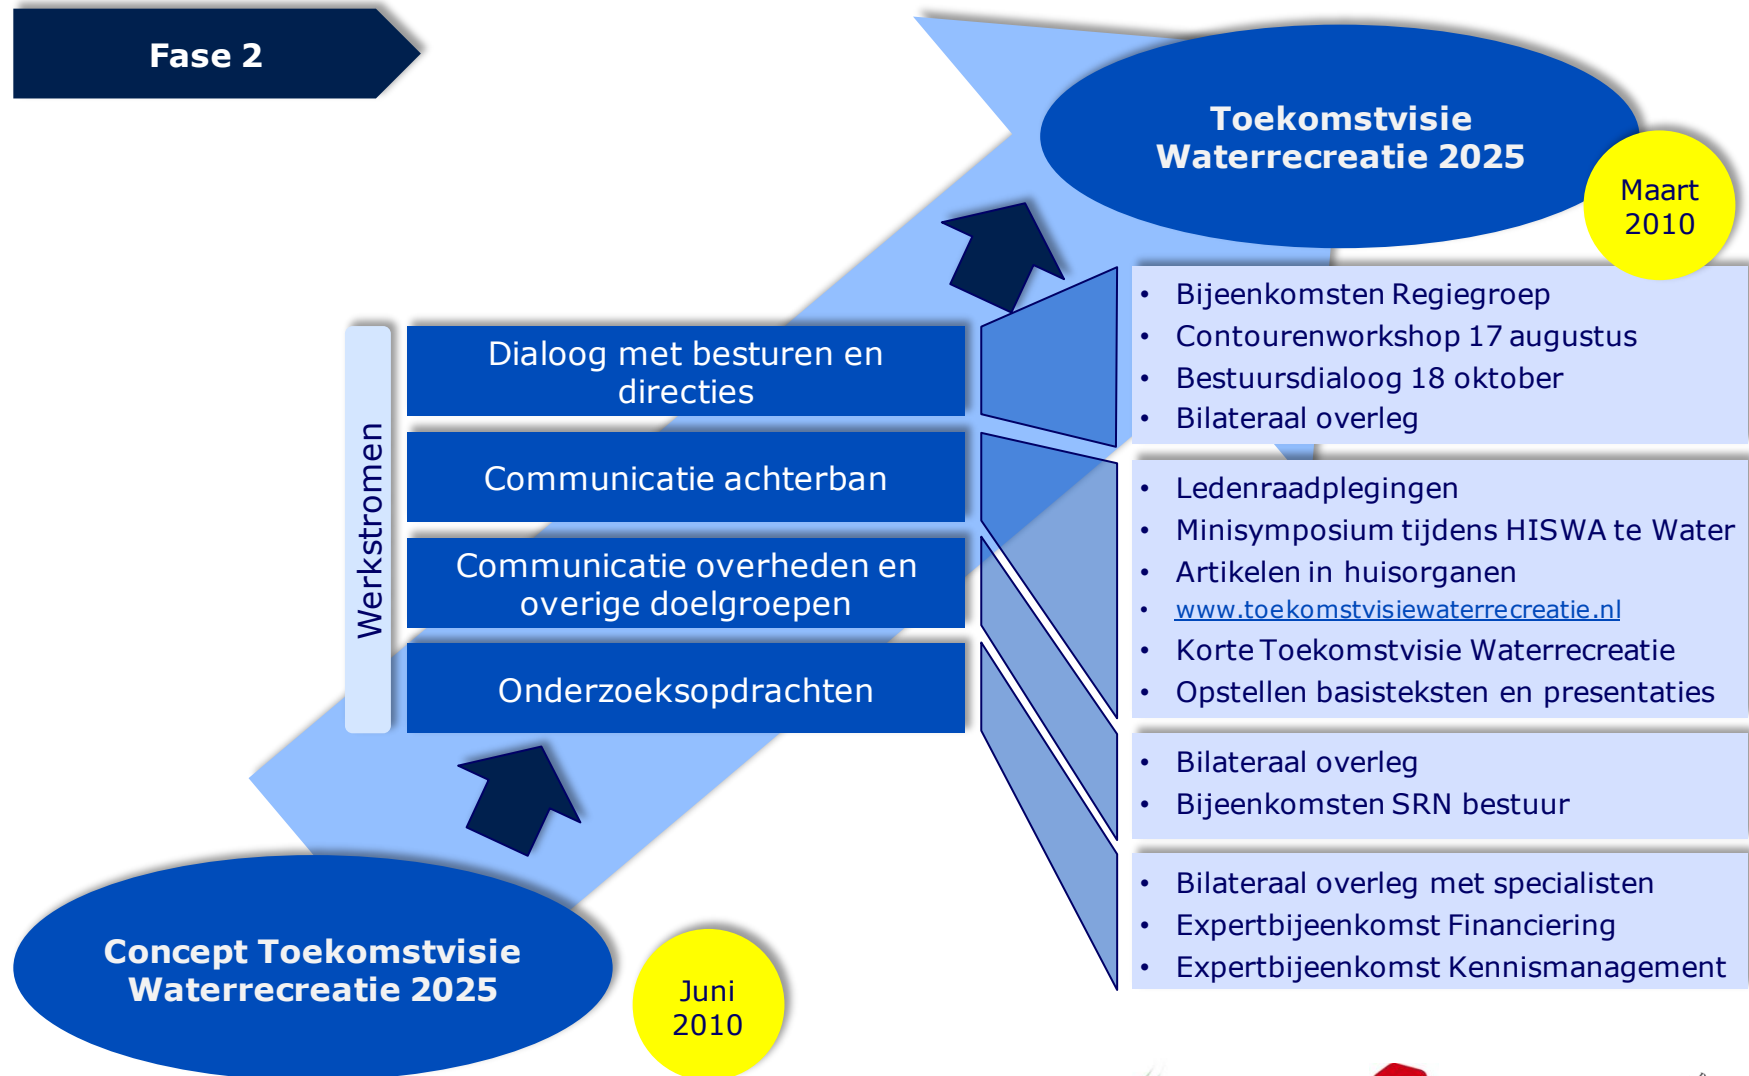 Fase 2
Toekomstvisie
Waterrecreatie 2025
Maart
2010
Werkstromen
Dialoog met besturen en
directies
Communicatie achterban
Communicatie overheden en
overige doelgroepen
Onderzoeksopdrachten
• Bijeenkomsten Regiegroep
• Contourenworkshop 17 augustus
• Bestuursdialoog 18 oktober
• Bilateraal overleg
• Ledenraadplegingen
• Minisymposium tijdens HISWA te Water
• Artikelen in huisorganen
• www.toekomstvisiewaterrecreatie.nl
• Korte Toekomstvisie Waterrecreatie
• Opstellen basisteksten en presentaties
• Bilateraal overleg
• Bijeenkomsten SRN bestuur
• Bilateraal overleg met specialisten
• Expertbijeenkomst Financiering
• Expertbijeenkomst Kennismanagement
Concept Toekomstvisie
Waterrecreatie 2025
Juni
2010